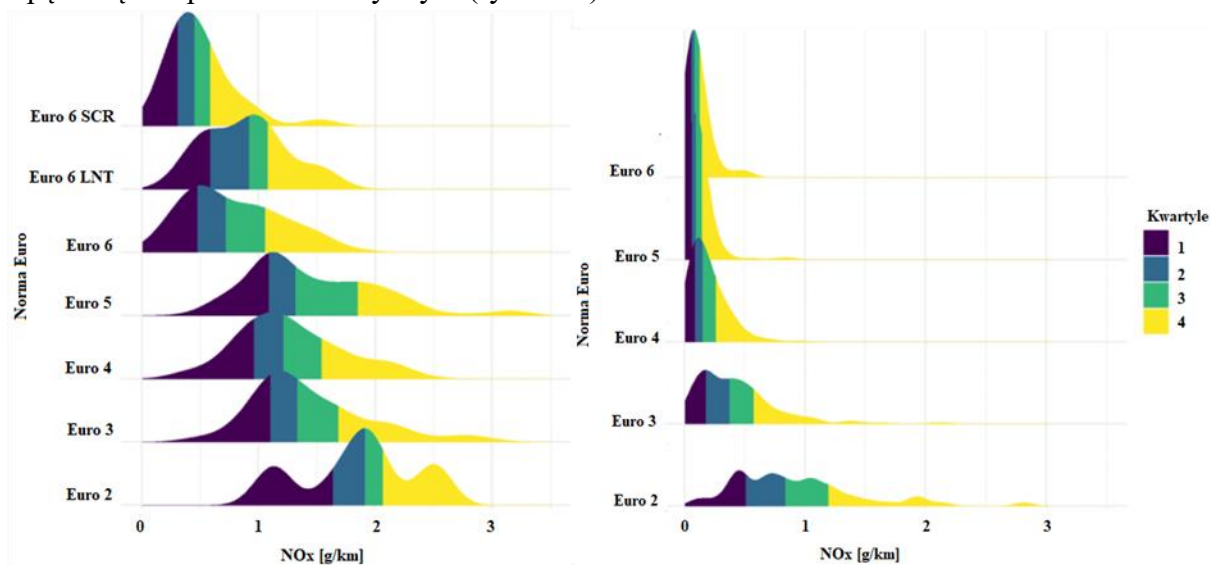 Euro 6 SCR
Euro 6 LNT
Euro 6
Euro 5
Euro 4
Euro 3
Euro 2
Norma Euro
0 1 2 3
NOx [g/km]
Euro 6
Euro 5
Euro 4
Euro 3
Euro 2
Norma Euro
0 1 2 3
NOx [g/km]
Kwartyle
1
2
3
4